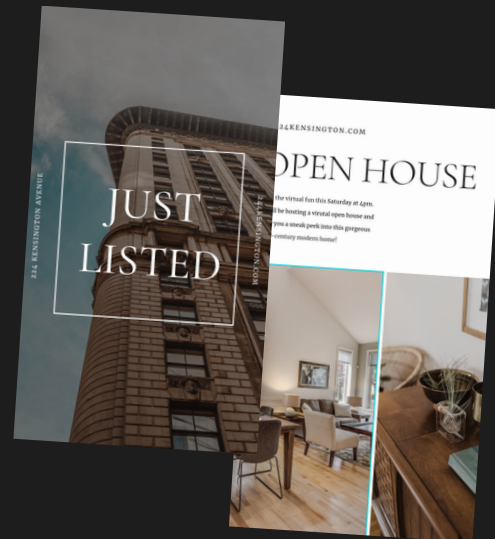 224 KENSINGTON AVENUE
JUST
LISTED
224KENSINGTON.COM
24KENSINGTON.COM
OPEN HOUSE
the virtual fun this Saturday at 4pm.
be hosting a virutal open house and
you a sneak peek into this gorgeous
century modern home!